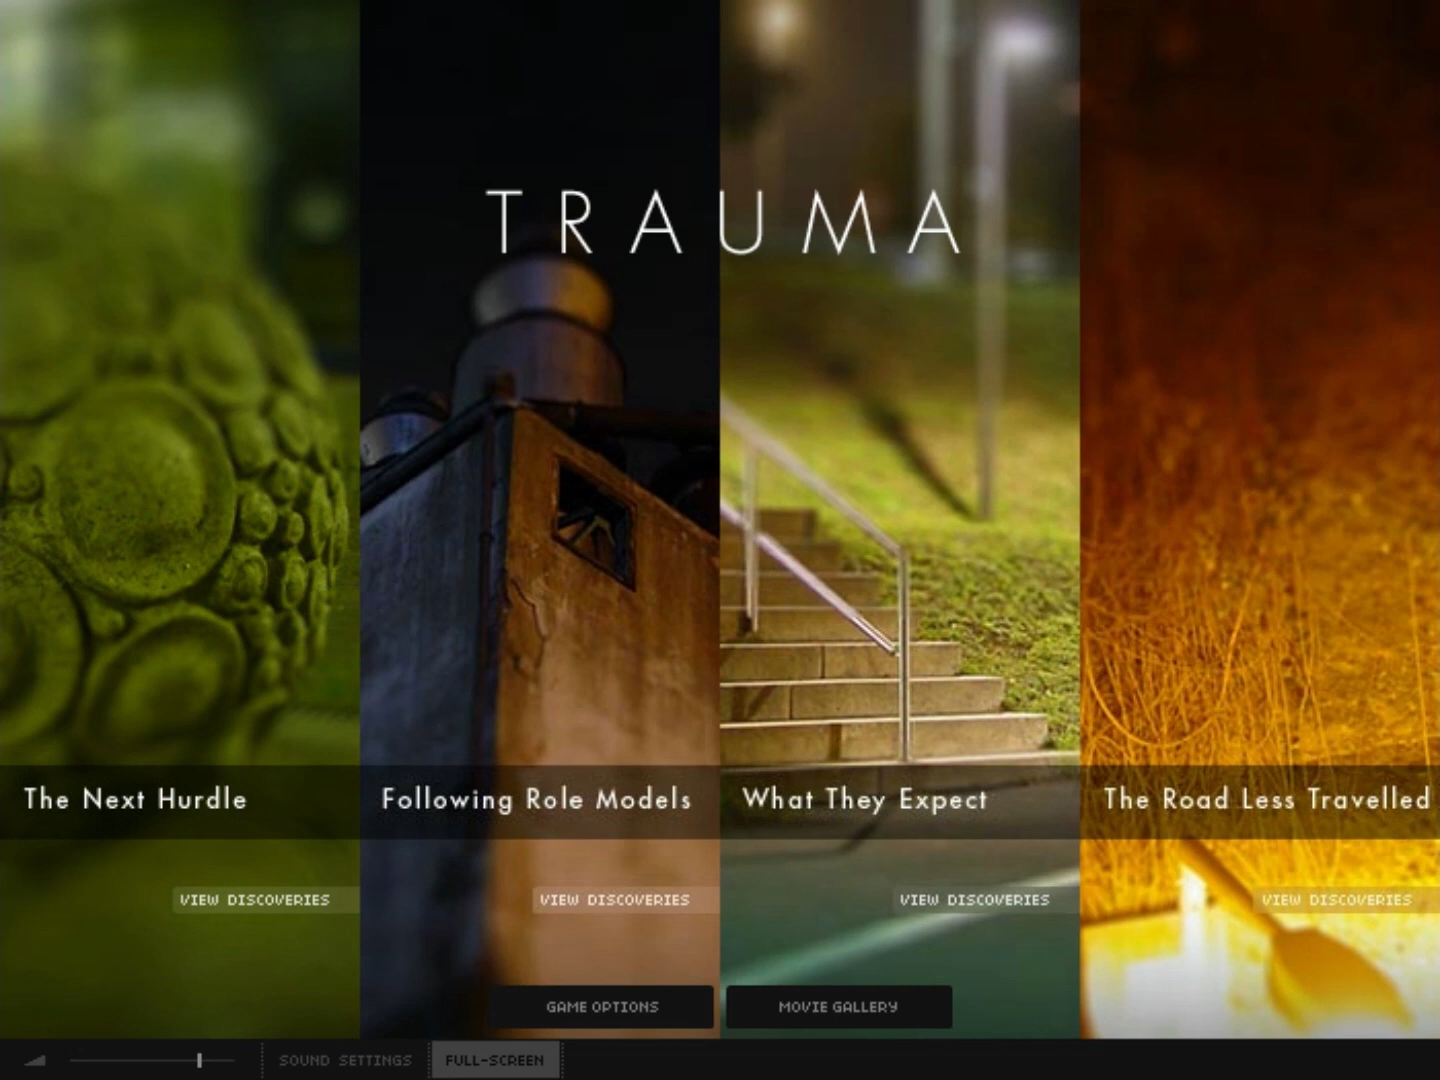 TRAUMA
The Next Hurdle
Following Role Models
What They Expect
The Road Less Travelled
VIEW DISCOVERIES
VIEW DISCOVERIES
VIEW DISCOVERIES
VIEW DISCOVERIES
GAME OPTIONS
MOVIE GALLERY
SOUND SETTINGS
FULL-SCREEN